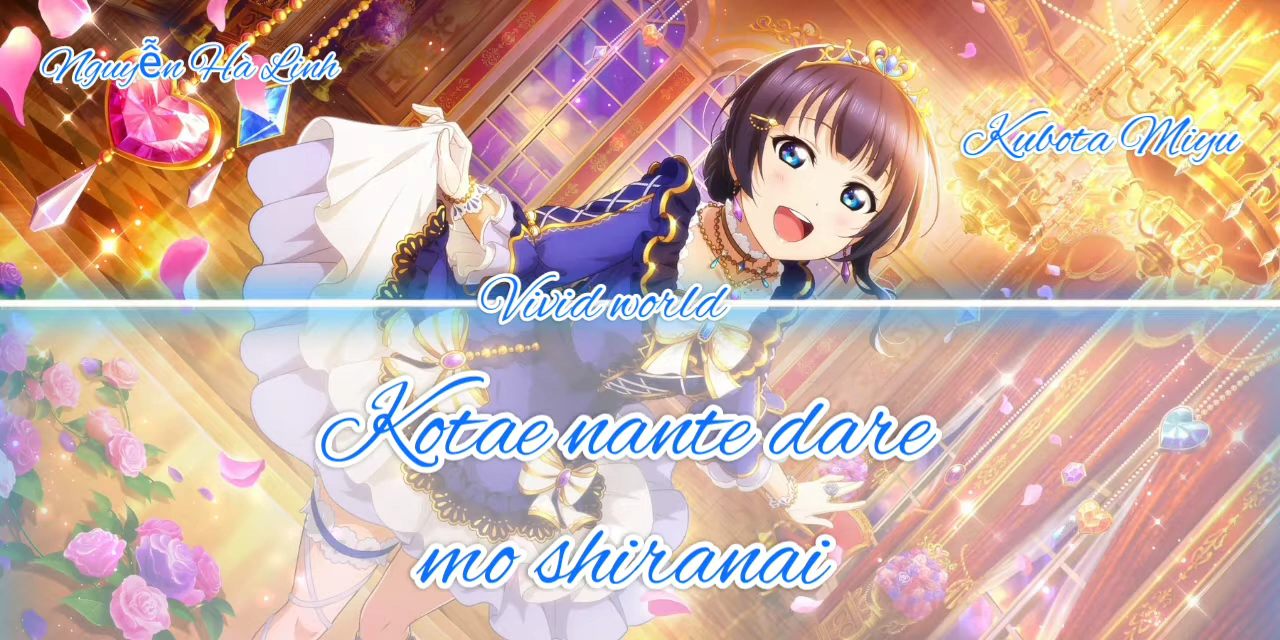 Nguyễn Hà Linh
Kubota Miyu
Vivid world
Kotae nante dare
mo shiranai